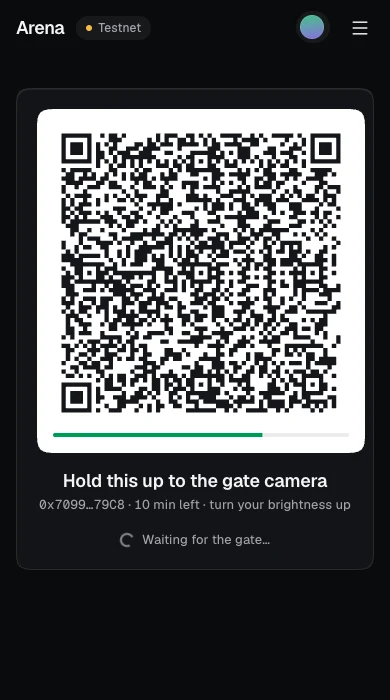 Arena
Testnet
Hold this up to the gate camera
0x7099…79C8 · 10 min left · turn your brightness up
Waiting for the gate…